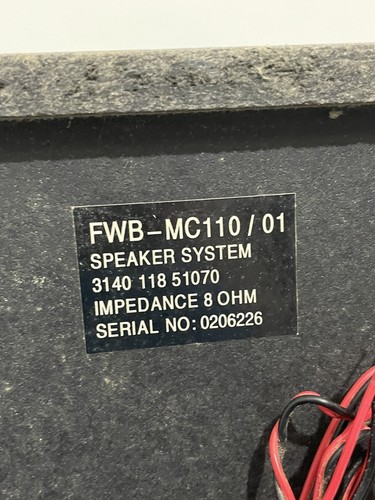 FWB-MC110 / 01
SPEAKER SYSTEM
3140 118 51070
IMPEDANCE 8 OHM
SERIAL NO: 0206226